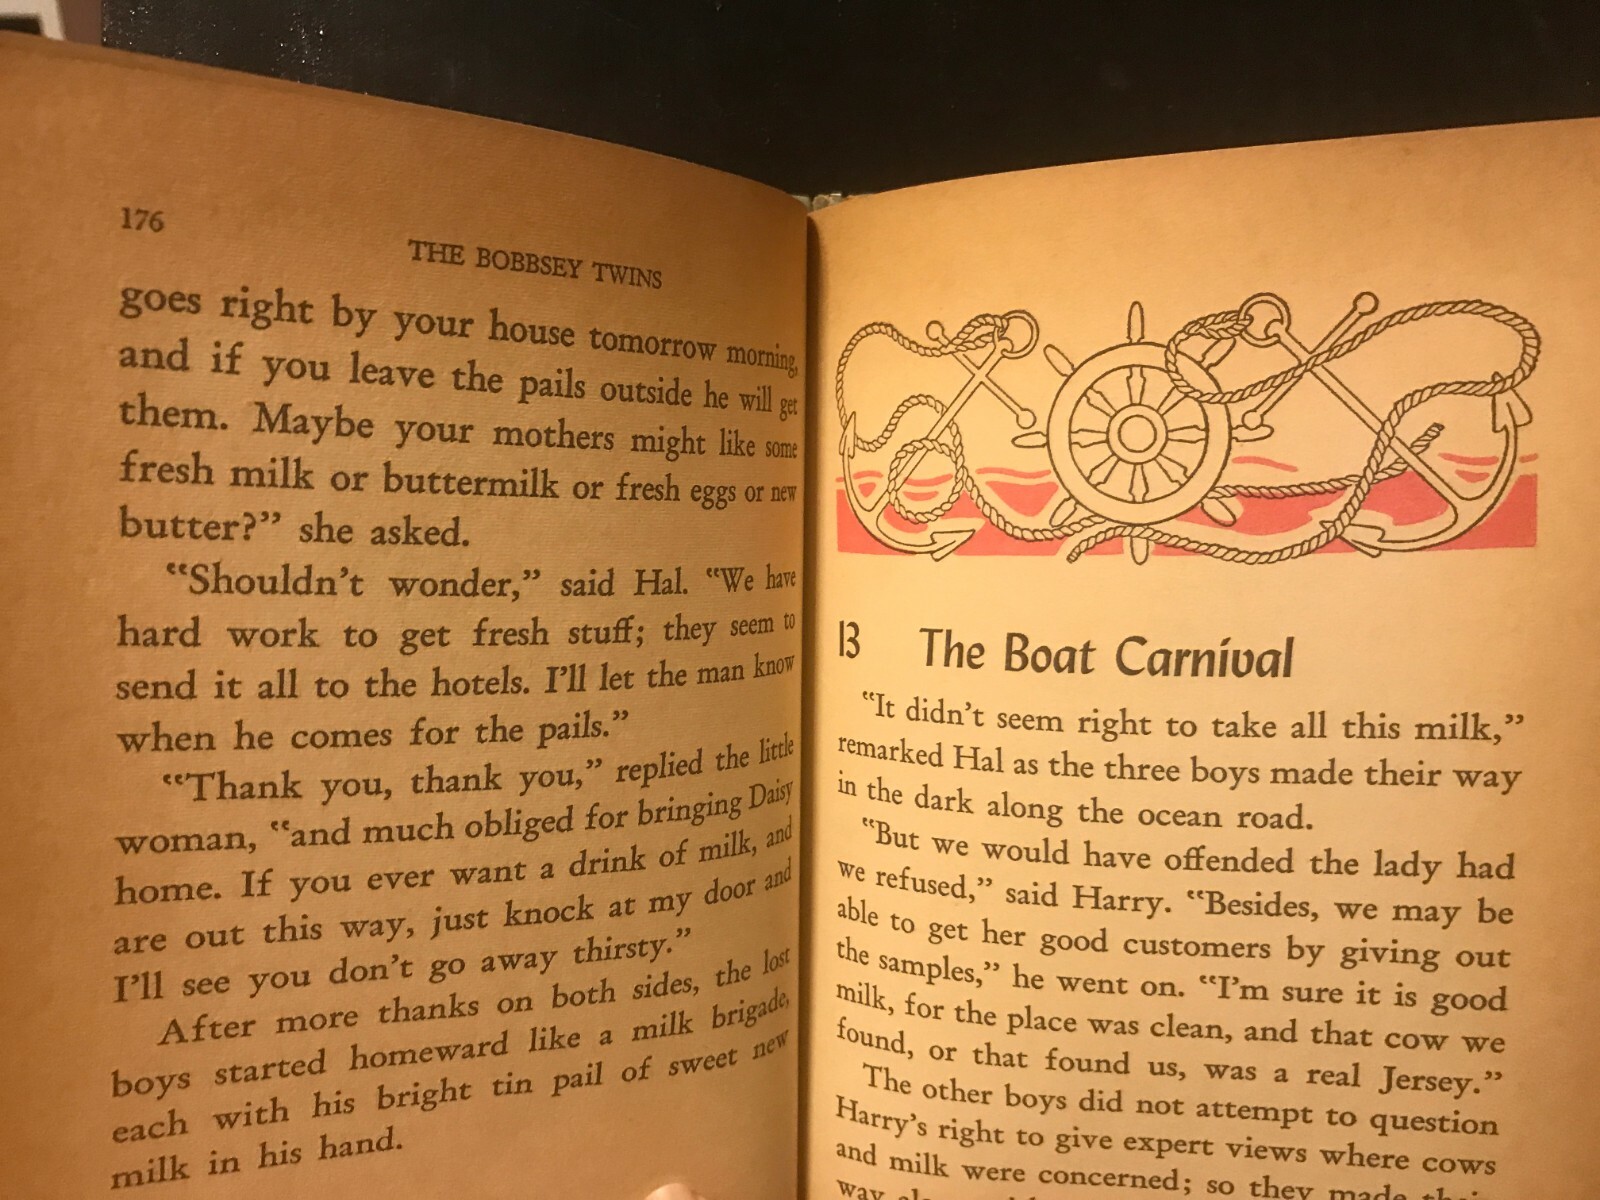 176
THE BOBBSEY TWINS
goes right by your house tomorrow morning,
and if you leave the pails outside he will get
them. Maybe your mothers might like some
fresh milk or buttermilk or fresh eggs or new
butter?” she asked.
“Shouldn’t wonder,” said Hal. “We have
hard work to get fresh stuff; they seem to
send it all to the hotels. I’ll let the man know
when he comes for the pails.”
“Thank you, thank you,” replied the little
woman, “and much obliged for bringing Daisy
home. If you ever want a drink of milk, and
are out this way, just knock at my door and
I’ll see you don’t go away thirsty.”
After more thanks on both sides, the lost
boys started homeward like a milk brigade,
each with his bright tin pail of sweet new
milk in his hand.
13 The Boat Carnival
“It didn’t seem right to take all this milk,”
remarked Hal as the three boys made their way
in the dark along the ocean road.
“But we would have offended the lady had
we refused,” said Harry. “Besides, we may be
able to get her good customers by giving out
the samples,” he went on. “I’m sure it is good
milk, for the place was clean, and that cow we
found, or that found us, was a real Jersey.”
The other boys did not attempt to question
Harry’s right to give expert views where cows
and milk were concerned; so they made their
way